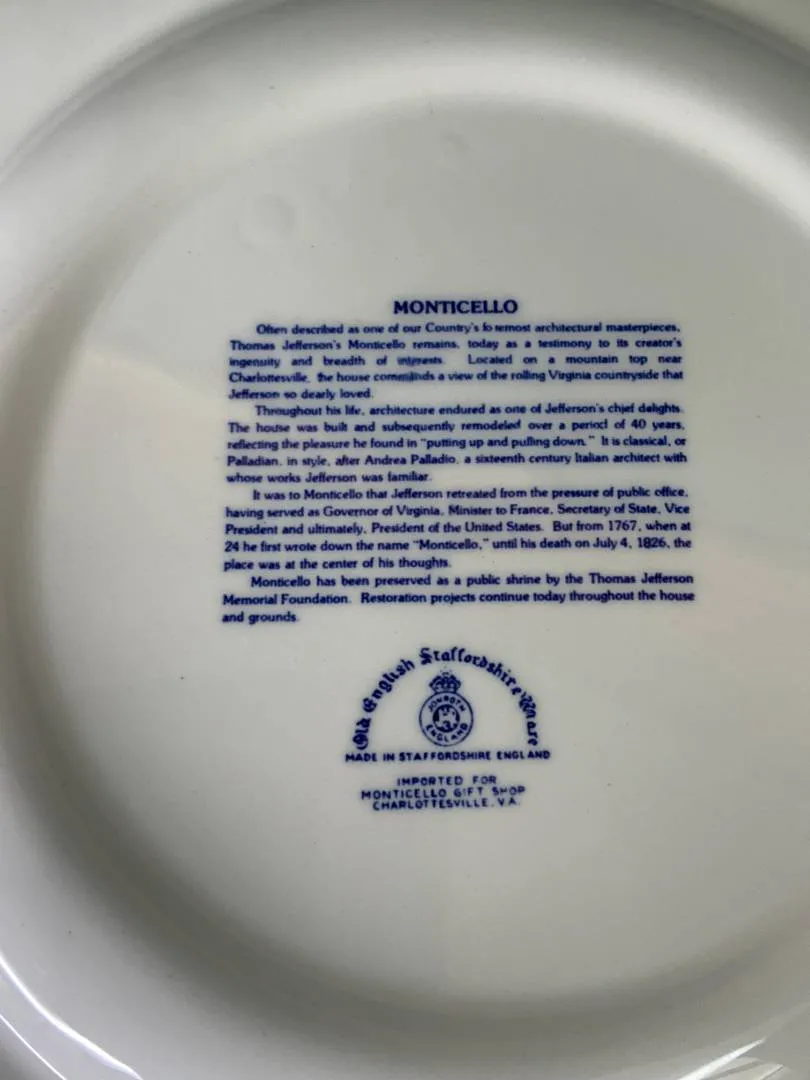 MONTICELLO
Often described as one of our Country's foremost architectural masterpieces,
Thomas Jefferson's Monticello remains, today as a testimony to its creator's
ingenuity and breadth of interests. Located on a mountain top near
Charlottesville, the house commands a view of the rolling Virginia countryside that
Jefferson so dearly loved.
Throughout his life, architecture endured as one of Jefferson's chief delights.
The house was built and subsequently remodeled over a period of 40 years,
reflecting the pleasure he found in "putting up and pulling down." It is classical, or
Palladian, in style, after Andrea Palladio, a sixteenth century Italian architect with
whose works Jefferson was familiar.
It was to Monticello that Jefferson retreated from the pressure of public office,
having served as Governor of Virginia, Minister to France, Secretary of State, Vice
President and ultimately, President of the United States. But from 1767, when at
24 he first wrote down the name "Monticello," until his death on July 4, 1826, the
place was at the center of his thoughts.
Monticello has been preserved as a public shrine by the Thomas Jefferson
Memorial Foundation. Restoration projects continue today throughout the house
and grounds.
Old English Staffordshire Ware
JONROTH
ENGLAND
MADE IN STAFFORDSHIRE ENGLAND
IMPORTED FOR
MONTICELLO GIFT SHOP
CHARLOTTESVILLE, VA.